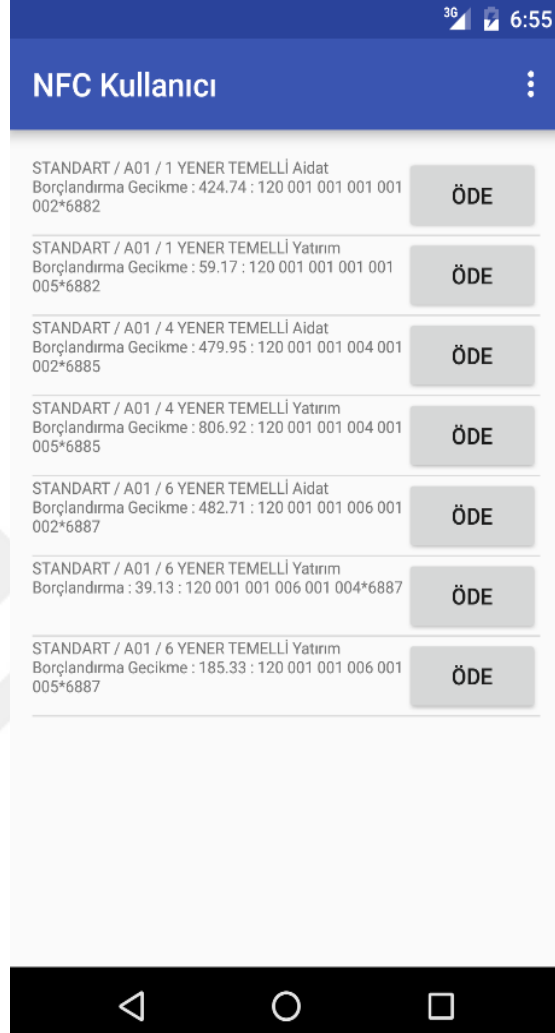 3G 6:55
NFC Kullanıcı
STANDART / A01 / 1 YENER TEMELLİ Aidat
Borçlandırma Gecikme : 424.74 : 120 001 001 001 001
002*6882
ÖDE
STANDART / A01 / 1 YENER TEMELLİ Yatırım
Borçlandırma Gecikme : 59.17 : 120 001 001 001 001
005*6882
ÖDE
STANDART / A01 / 4 YENER TEMELLİ Aidat
Borçlandırma Gecikme : 479.95 : 120 001 001 004 001
002*6885
ÖDE
STANDART / A01 / 4 YENER TEMELLİ Yatırım
Borçlandırma Gecikme : 806.92 : 120 001 001 004 001
005*6885
ÖDE
STANDART / A01 / 6 YENER TEMELLİ Aidat
Borçlandırma Gecikme : 482.71 : 120 001 001 006 001
002*6887
ÖDE
STANDART / A01 / 6 YENER TEMELLİ Yatırım
Borçlandırma : 39.13 : 120 001 001 006 001 004*6887
ÖDE
STANDART / A01 / 6 YENER TEMELLİ Yatırım
Borçlandırma Gecikme : 185.33 : 120 001 001 006 001
005*6887
ÖDE